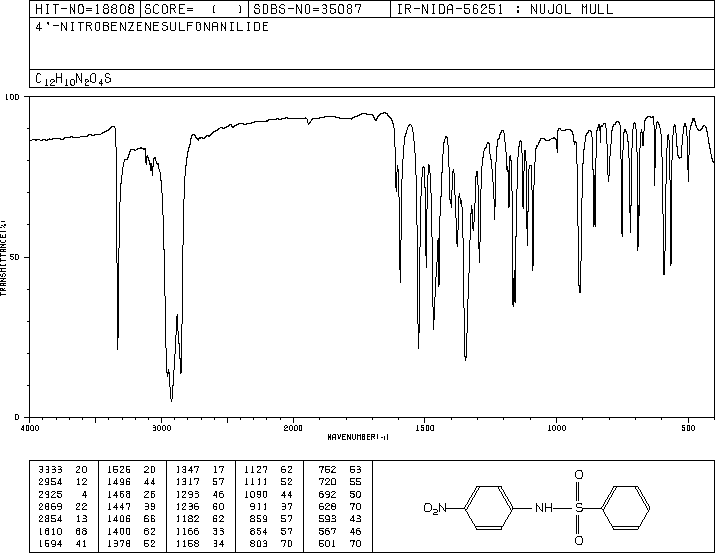 HIT-NO=18808 SCORE= ( ) SDBS-NO=35087 IR-NIDA-56251 : NUJOL MULL
4'-NITROBENZENESULFONANILIDE
C12H10N2O4S
100
50
0
TRANSMITTANCE(%)
4000 3000 2000 1500 1000 500
WAVENUMBER(-1)
3333 20 1526 20 1347 17 1127 62 752 53
2954 12 1496 44 1317 57 1111 52 720 55
2925 4 1468 26 1293 46 1090 44 692 50
2869 22 1447 39 1236 60 911 37 628 70
2854 13 1406 66 1182 62 859 57 593 43
1610 68 1400 62 1166 33 854 57 567 46
1594 41 1378 52 1158 34 803 70 501 70
O
O2N NH S
O